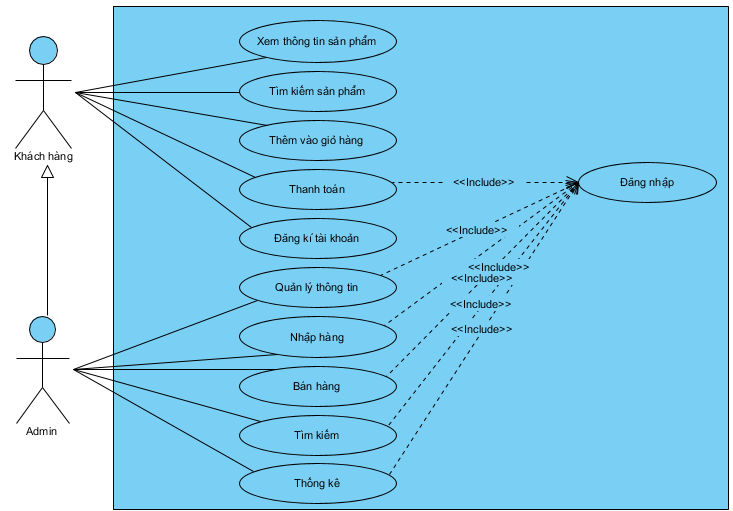 Xem thông tin sản phẩm
Tìm kiếm sản phẩm
Khách hàng
Thêm vào giỏ hàng
Thanh toán
<<Include>>
Đăng nhập
Đăng kí tài khoản
<<Include>>
Quản lý thông tin
<<Include>>
<<Include>>
<<Include>>
Nhập hàng
<<Include>>
Bán hàng
Admin
Tìm kiếm
Thống kê